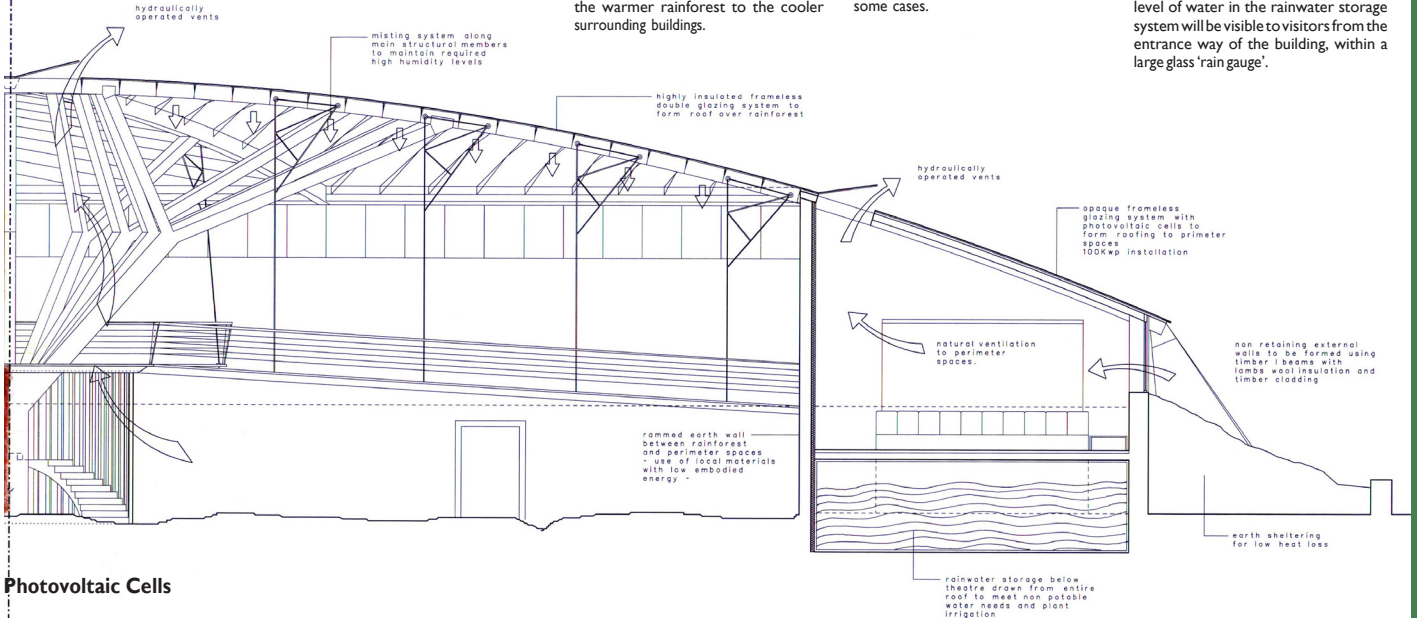 the warmer rainforest to the cooler
surrounding buildings.
some cases.
level of water in the rainwater storage
system will be visible to visitors from the
entrance way of the building, within a
large glass ‘rain gauge’.
hydraulically
operated vents
misting system along
main structural members
to maintain required
high humidity levels
highly insulated frameless
double glazing system to
form roof over rainforest
hydraulically
operated vents
opaque frameless
glazing system with
photovoltaic cells to
form roofing to primeter
spaces
100Kwp installation
natural ventilation
to perimeter
spaces.
non retaining external
walls to be formed using
timber I beams with
lambs wool insulation and
timber cladding
rammed earth wall
between rainforest
and perimeter spaces
- use of local materials
with low embodied
energy -
earth sheltering
for low heat loss
rainwater storage below
theatre drawn from entire
roof to meet non potable
water needs and plant
irrigation
Photovoltaic Cells